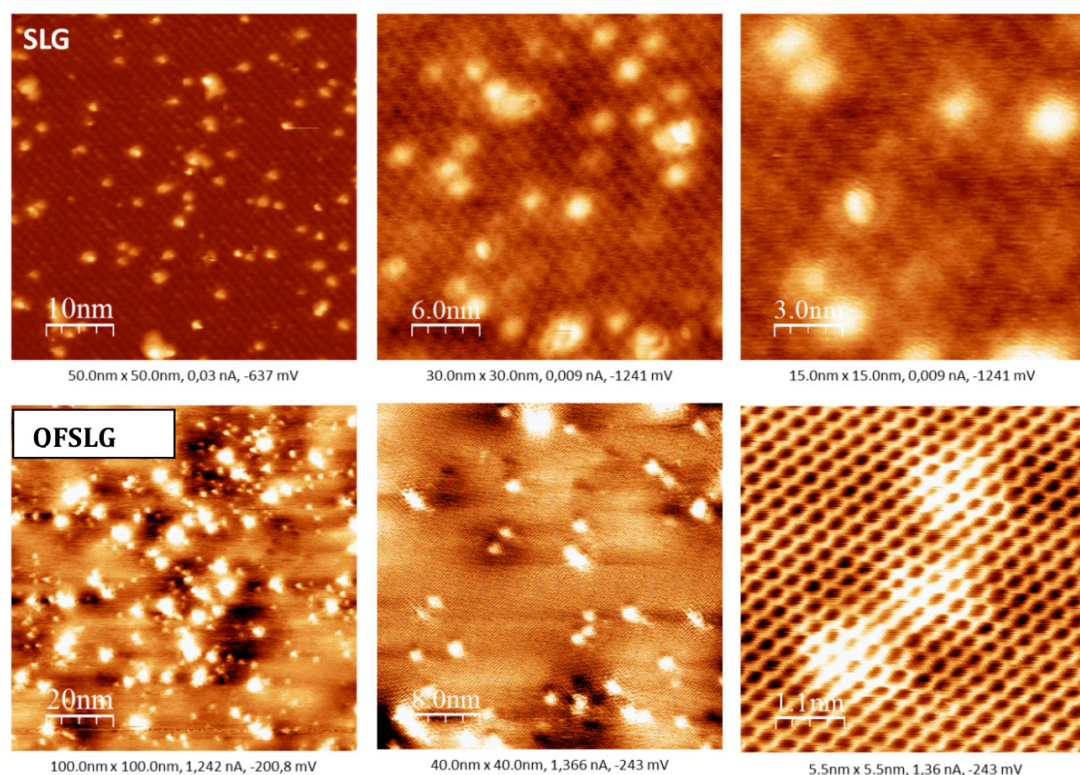 SLG
10nm
6.0nm
3.0nm
50.0nm x 50.0nm, 0,03 nA, -637 mV
30.0nm x 30.0nm, 0,009 nA, -1241 mV
15.0nm x 15.0nm, 0,009 nA, -1241 mV
OFSLG
20nm
8.0nm
1.1nm
100.0nm x 100.0nm, 1,242 nA, -200,8 mV
40.0nm x 40.0nm, 1,366 nA, -243 mV
5.5nm x 5.5nm, 1,36 nA, -243 mV